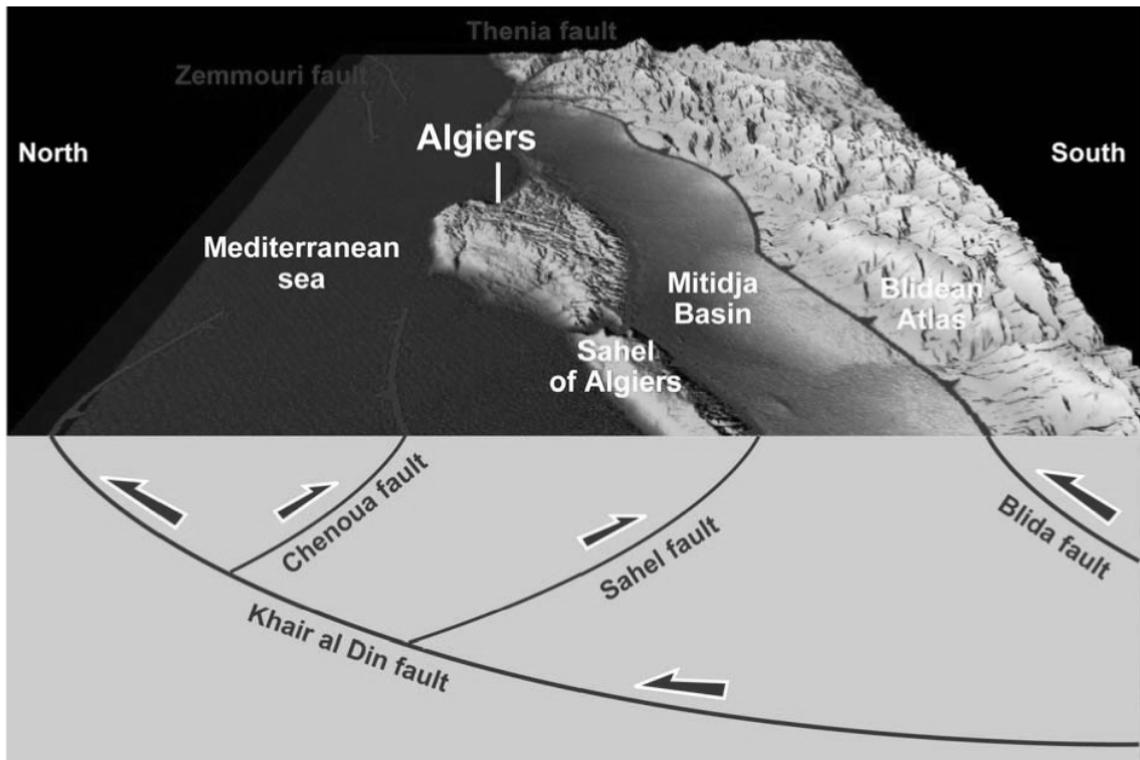 Thenia fault
Zemmouri fault
Algiers
North
South
Mediterranean
sea
Mitidja
Basin
Blidean
Atlas
Sahel
of Algiers
Chenoua fault
Sahel fault
Blida fault
Khair al Din fault